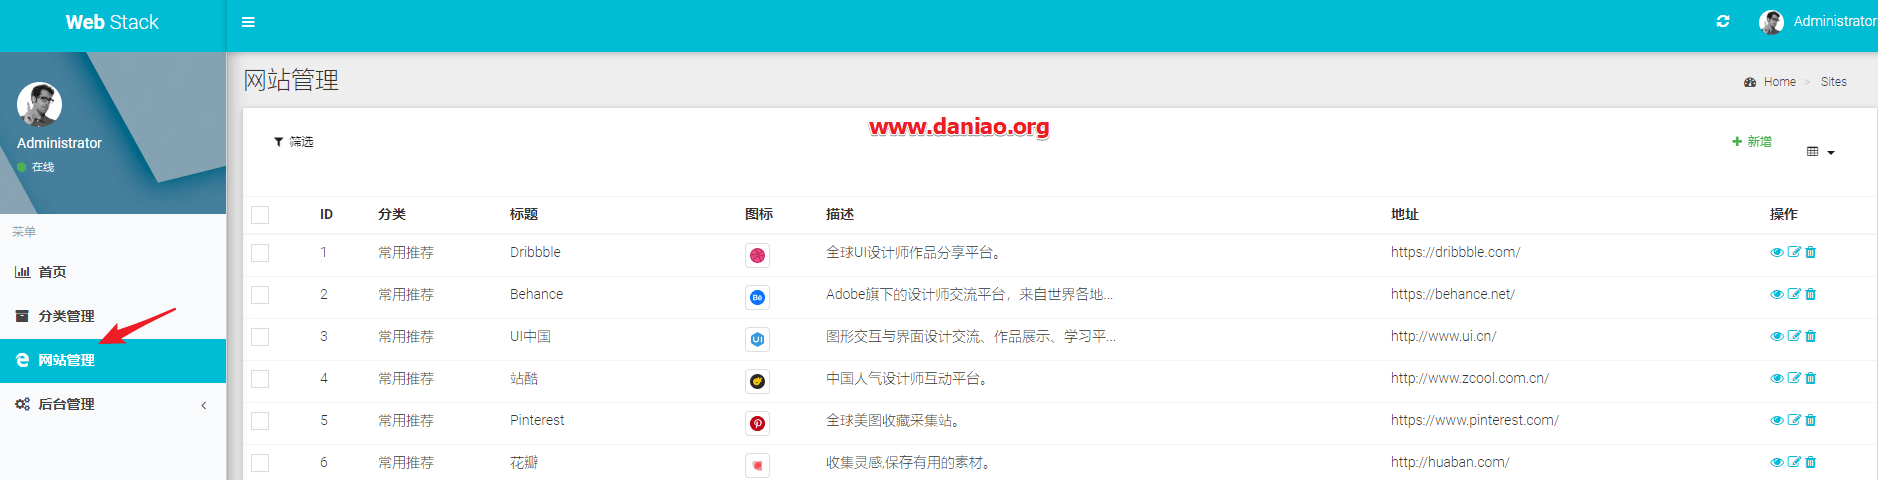 Web Stack
Administrator
网站管理
Home > Sites
www.daniao.org
筛选
新增
Administrator
在线
菜单
首页
分类管理
网站管理
后台管理
ID 分类 标题 图标 描述 地址 操作
1 常用推荐 Dribbble 全球UI设计师作品分享平台。 https://dribbble.com/
2 常用推荐 Behance Bē Adobe旗下的设计师交流平台，来自世界各地... https://behance.net/
3 常用推荐 UI中国 UI 图形交互与界面设计交流、作品展示、学习平... http://www.ui.cn/
4 常用推荐 站酷 中国人气设计师互动平台。 http://www.zcool.com.cn/
5 常用推荐 Pinterest 全球美图收藏采集站。 https://www.pinterest.com/
6 常用推荐 花瓣 收集灵感,保存有用的素材。 http://huaban.com/